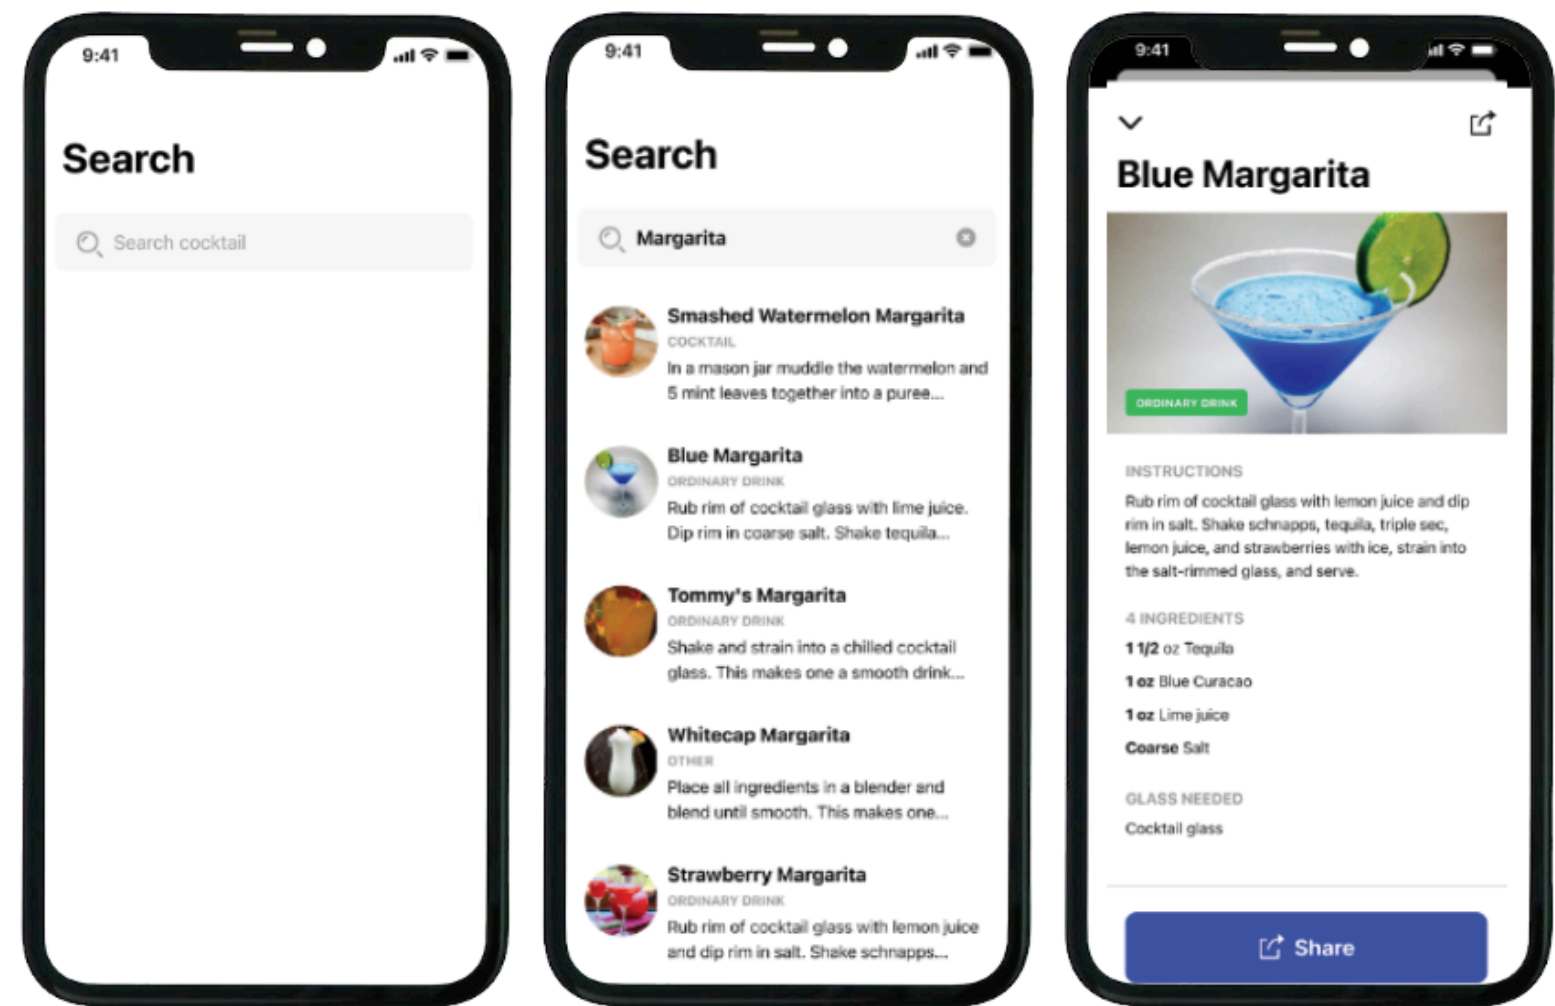 9:41
Search
Search cocktail
9:41
Search
Margarita
Smashed Watermelon Margarita
COCKTAIL
In a mason jar muddle the watermelon and
5 mint leaves together into a puree...
Blue Margarita
ORDINARY DRINK
Rub rim of cocktail glass with lime juice.
Dip rim in coarse salt. Shake tequila...
Tommy's Margarita
ORDINARY DRINK
Shake and strain into a chilled cocktail
glass. This makes one a smooth drink...
Whitecap Margarita
OTHER
Place all ingredients in a blender and
blend until smooth. This makes one...
Strawberry Margarita
ORDINARY DRINK
Rub rim of cocktail glass with lemon juice
and dip rim in salt. Shake schnapps...
9:41
Blue Margarita
ORDINARY DRINK
INSTRUCTIONS
Rub rim of cocktail glass with lemon juice and dip
rim in salt. Shake schnapps, tequila, triple sec,
lemon juice, and strawberries with ice, strain into
the salt-rimmed glass, and serve.
4 INGREDIENTS
1 1/2 oz Tequila
1 oz Blue Curacao
1 oz Lime juice
Coarse Salt
GLASS NEEDED
Cocktail glass
Share